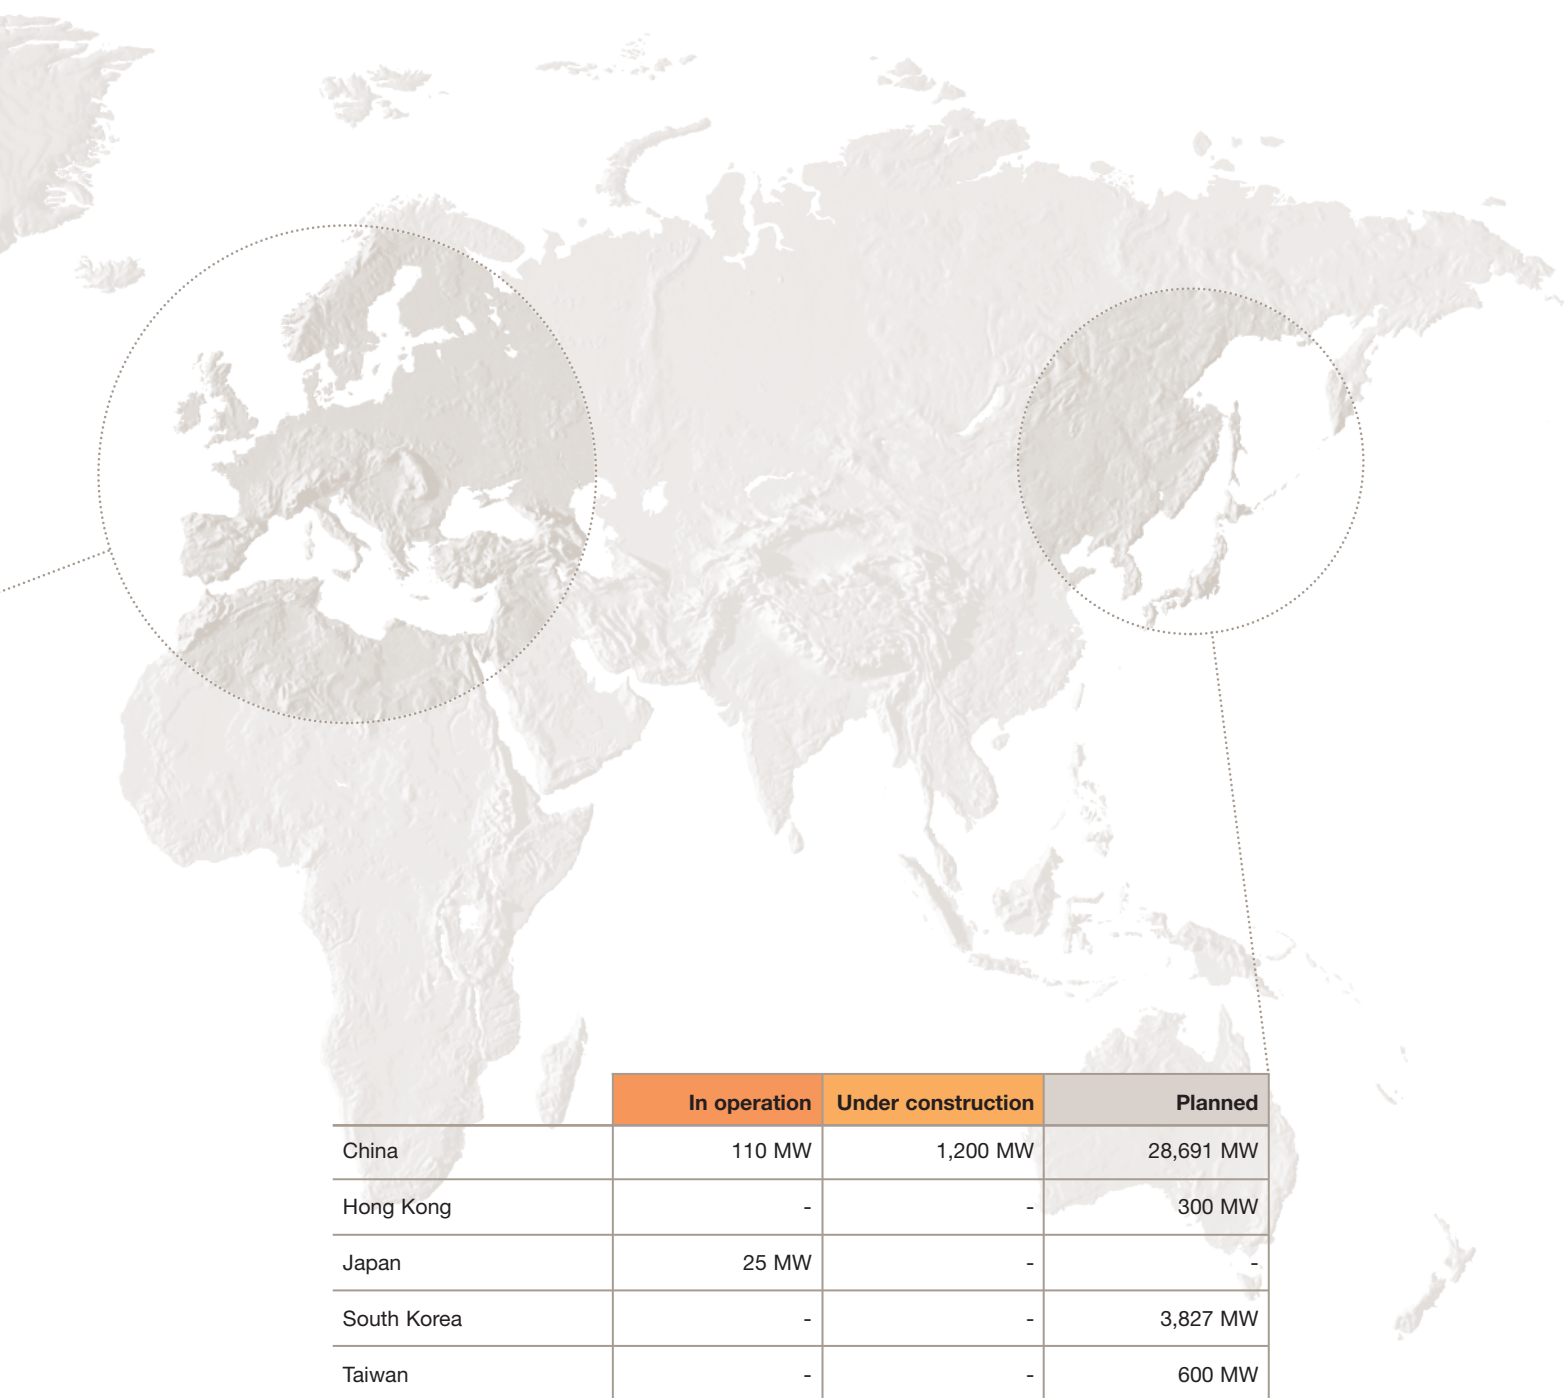 In operation Under construction Planned
China 110 MW 1,200 MW 28,691 MW
Hong Kong - - 300 MW
Japan 25 MW - -
South Korea - - 3,827 MW
Taiwan - - 600 MW